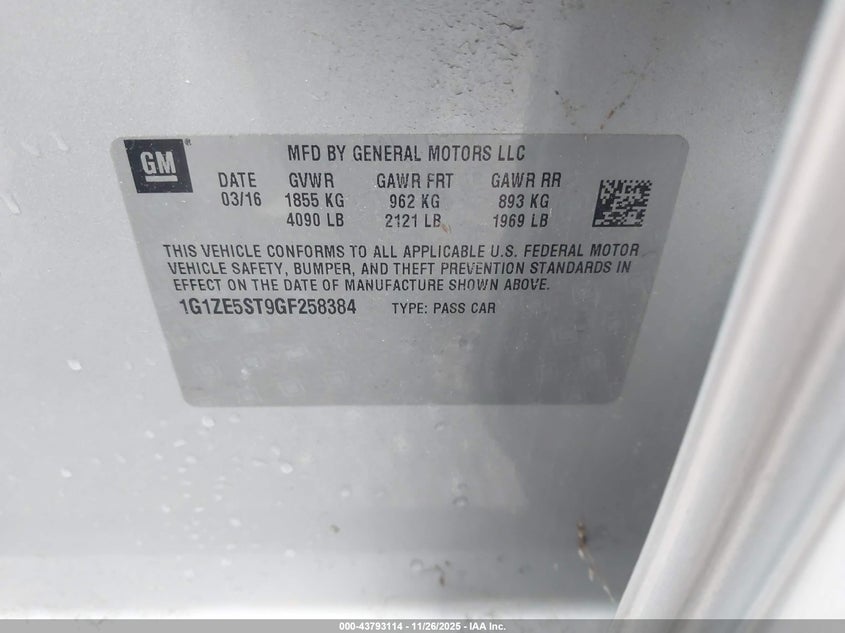 GM
MFD BY GENERAL MOTORS LLC
DATE GVWR GAWR FRT GAWR RR
03/16 1855 KG 962 KG 893 KG
4090 LB 2121 LB 1969 LB
THIS VEHICLE CONFORMS TO ALL APPLICABLE U.S. FEDERAL MOTOR
VEHICLE SAFETY, BUMPER, AND THEFT PREVENTION STANDARDS IN
EFFECT ON THE DATE OF MANUFACTURE SHOWN ABOVE.
1G1ZE5ST9GF258384 TYPE: PASS CAR
000-43793114 - 11/26/2025 - IAA Inc.